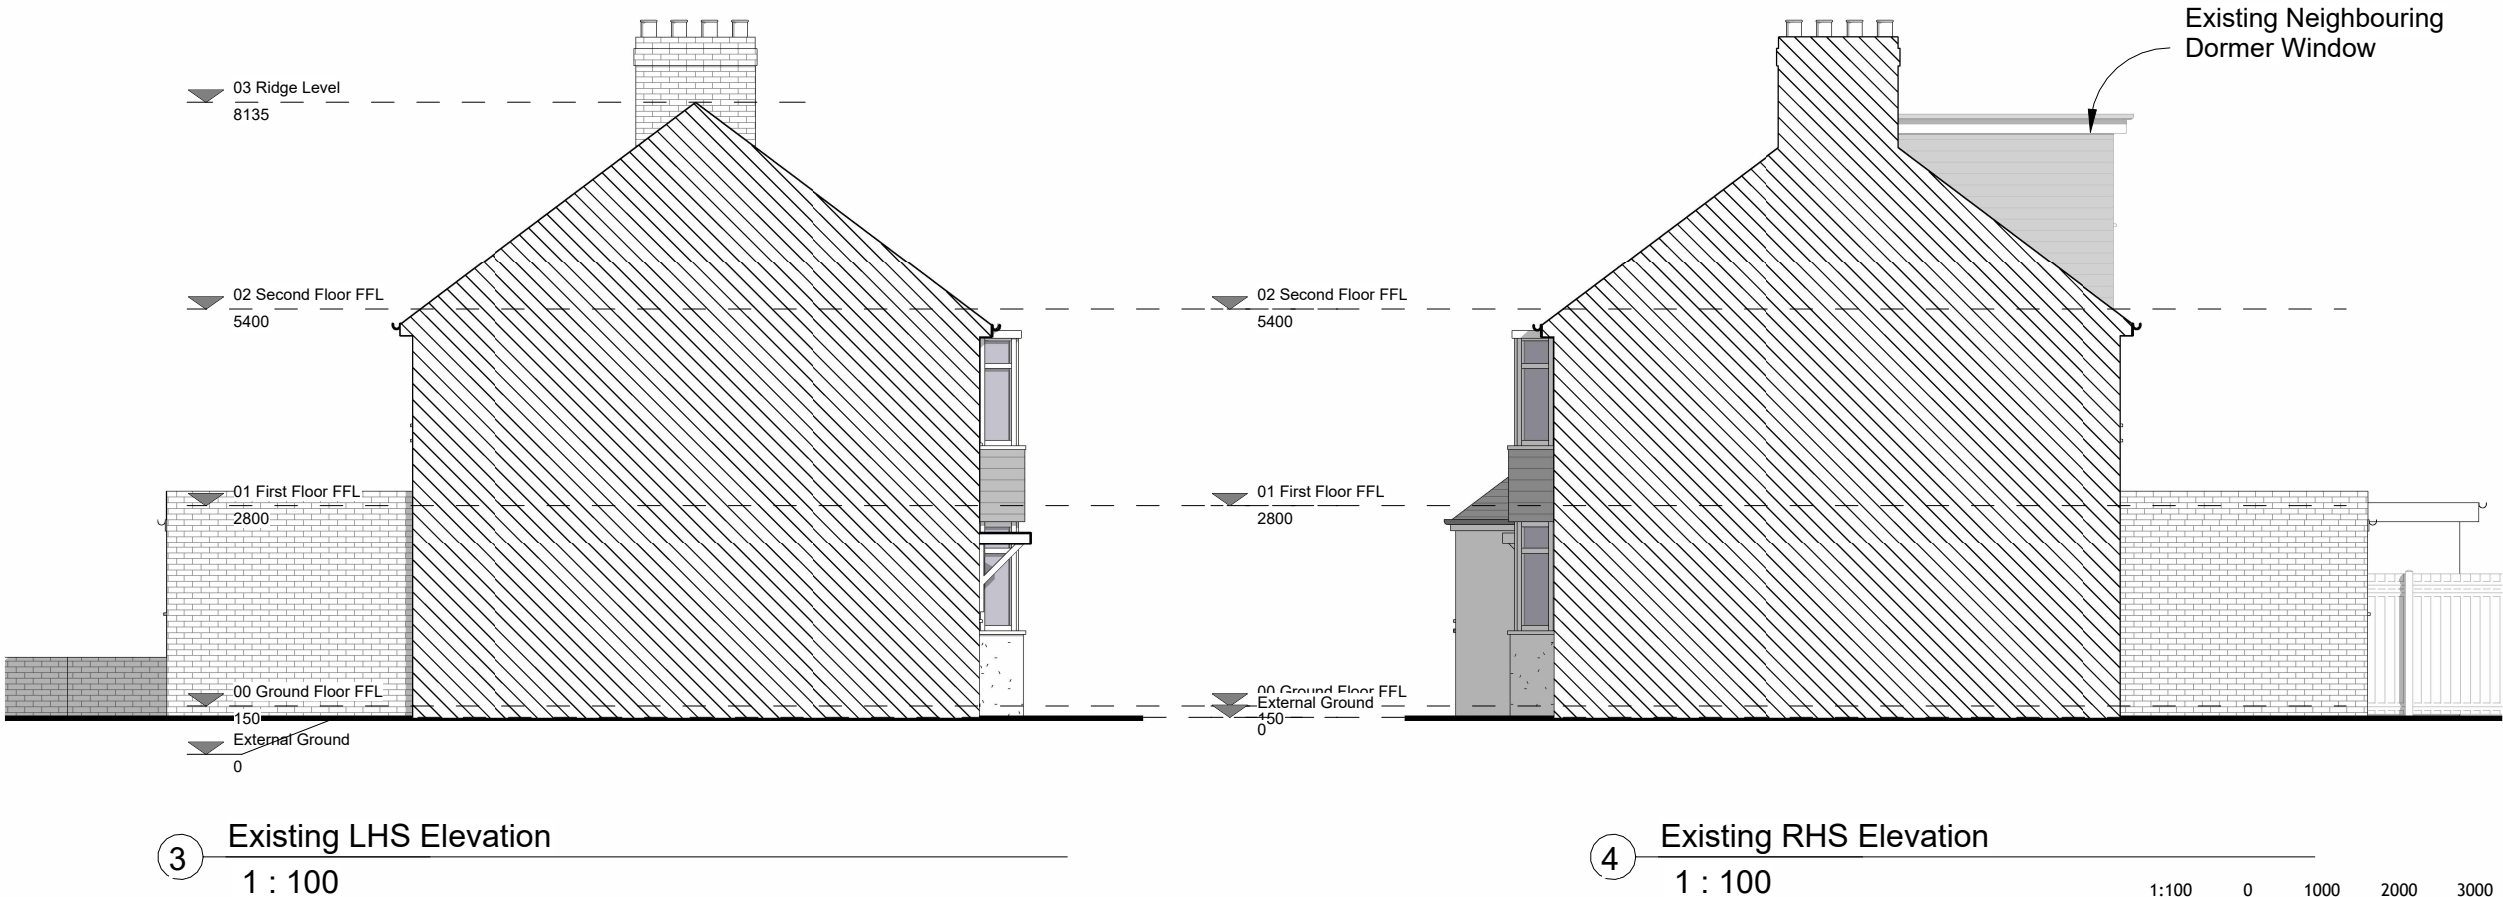 Existing Neighbouring
Dormer Window
03 Ridge Level
8135
02 Second Floor FFL
5400
01 First Floor FFL
2800
00 Ground Floor FFL
150
External Ground
0
02 Second Floor FFL
5400
01 First Floor FFL
2800
00 Ground Floor FFL
External Ground
150
0
3
Existing LHS Elevation
1 : 100
4
Existing RHS Elevation
1 : 100
1:100 0 1000 2000 3000